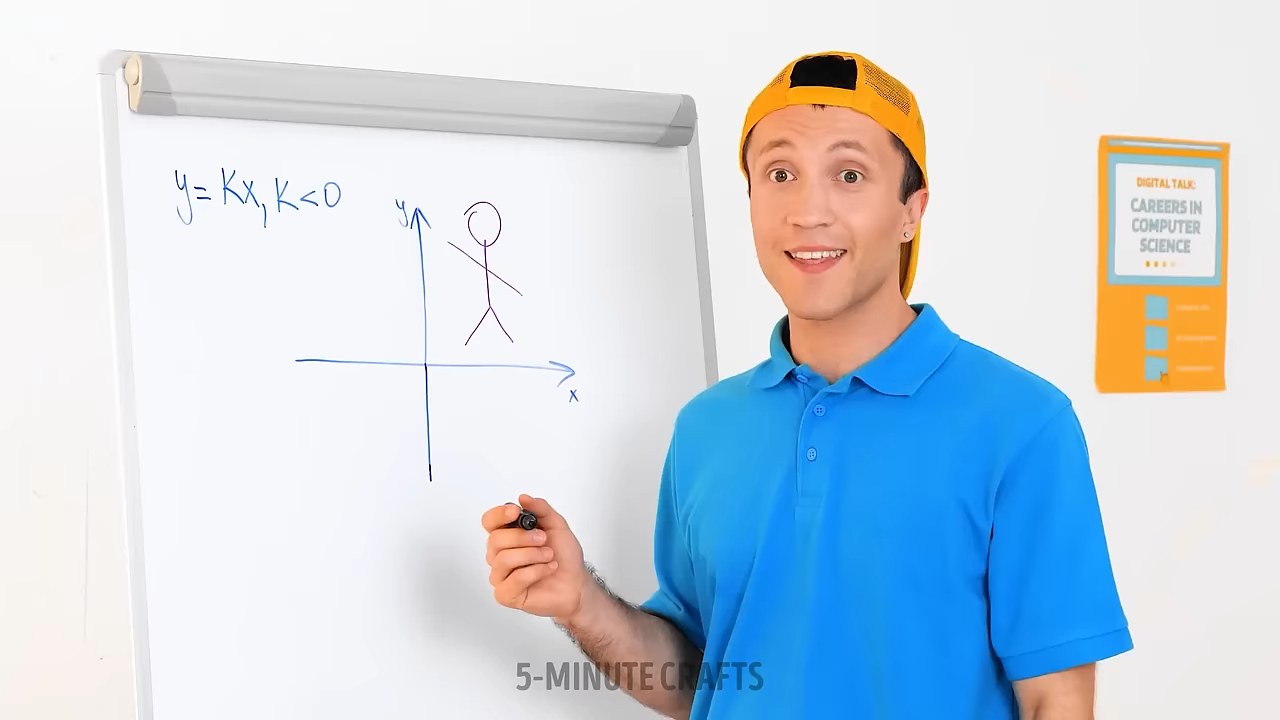 y=Kx, K<0
y
x
DIGITAL TALK:
CAREERS IN
COMPUTER
SCIENCE
5-MINUTE CRAFTS